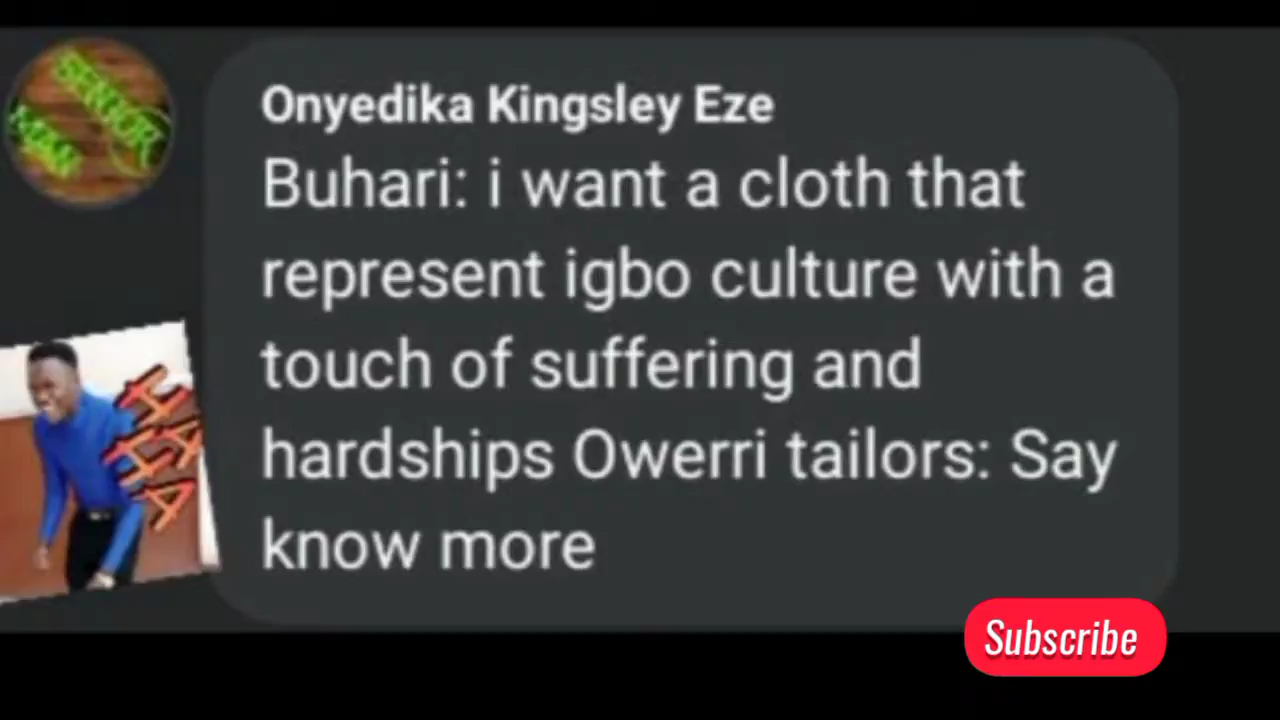 Onyedika Kingsley Eze
Buhari: i want a cloth that
represent igbo culture with a
touch of suffering and
hardships Owerri tailors: Say
know more
HAHA
Subscribe